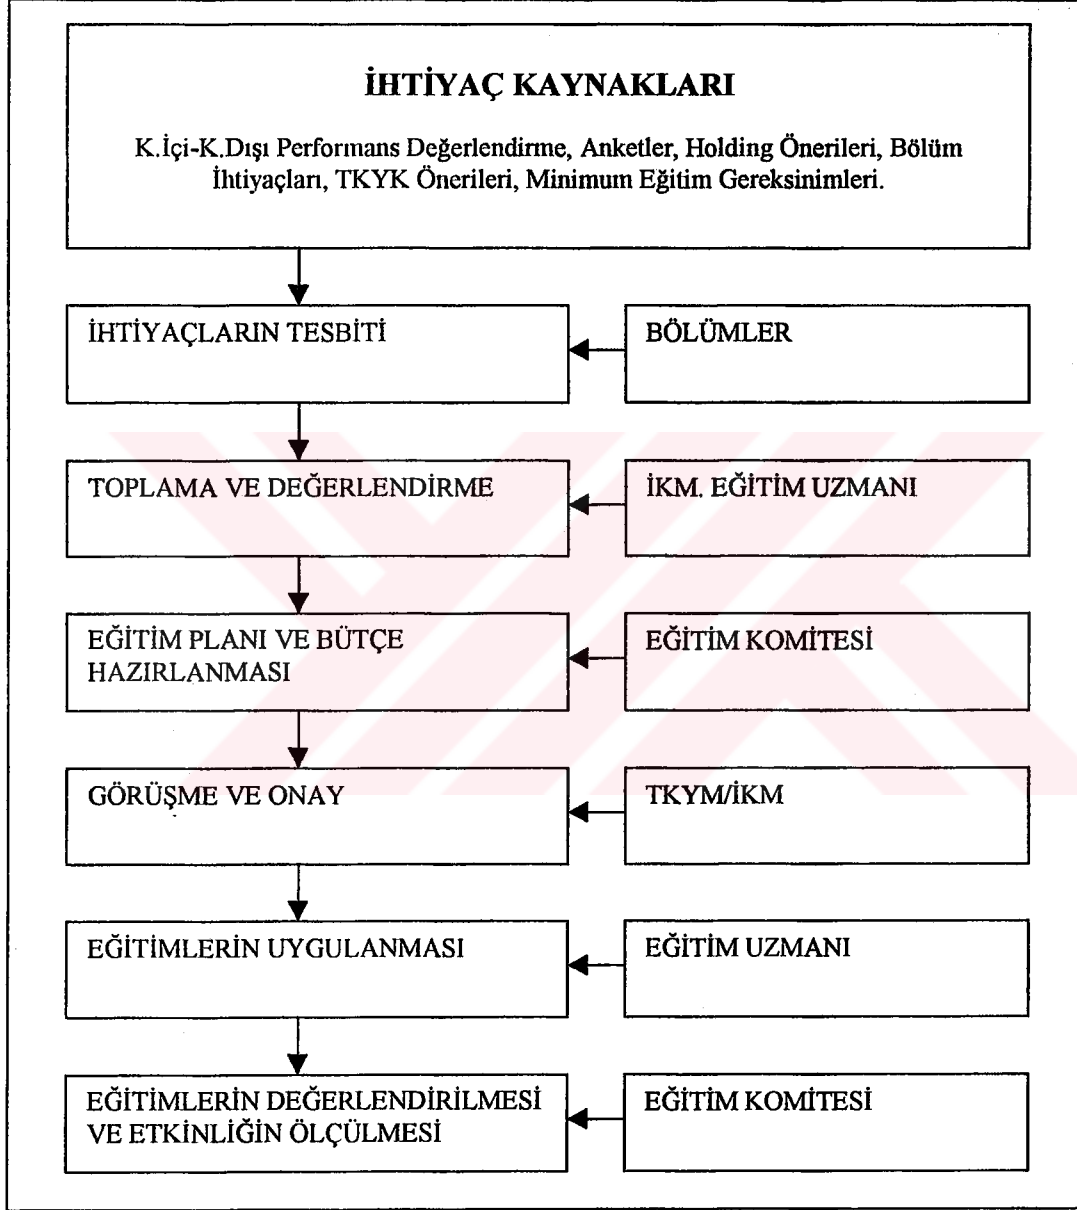 İHTİYAÇ KAYNAKLARI
K.İçi-K.Dışı Performans Değerlendirme, Anketler, Holding Önerileri, Bölüm
İhtiyaçları, TKYK Önerileri, Minimum Eğitim Gereksinimleri.
İHTİYAÇLARIN TESBİTİ
BÖLÜMLER
TOPLAMA VE DEĞERLENDİRME
İKM. EĞİTİM UZMANI
EĞİTİM PLANI VE BÜTÇE
HAZIRLANMASI
EĞİTİM KOMİTESİ
GÖRÜŞME VE ONAY
TKYM/İKM
EĞİTİMLERİN UYGULANMASI
EĞİTİM UZMANI
EĞİTİMLERİN DEĞERLENDİRİLMESİ
VE ETKİNLİĞİN ÖLÇÜLMESİ
EĞİTİM KOMİTESİ